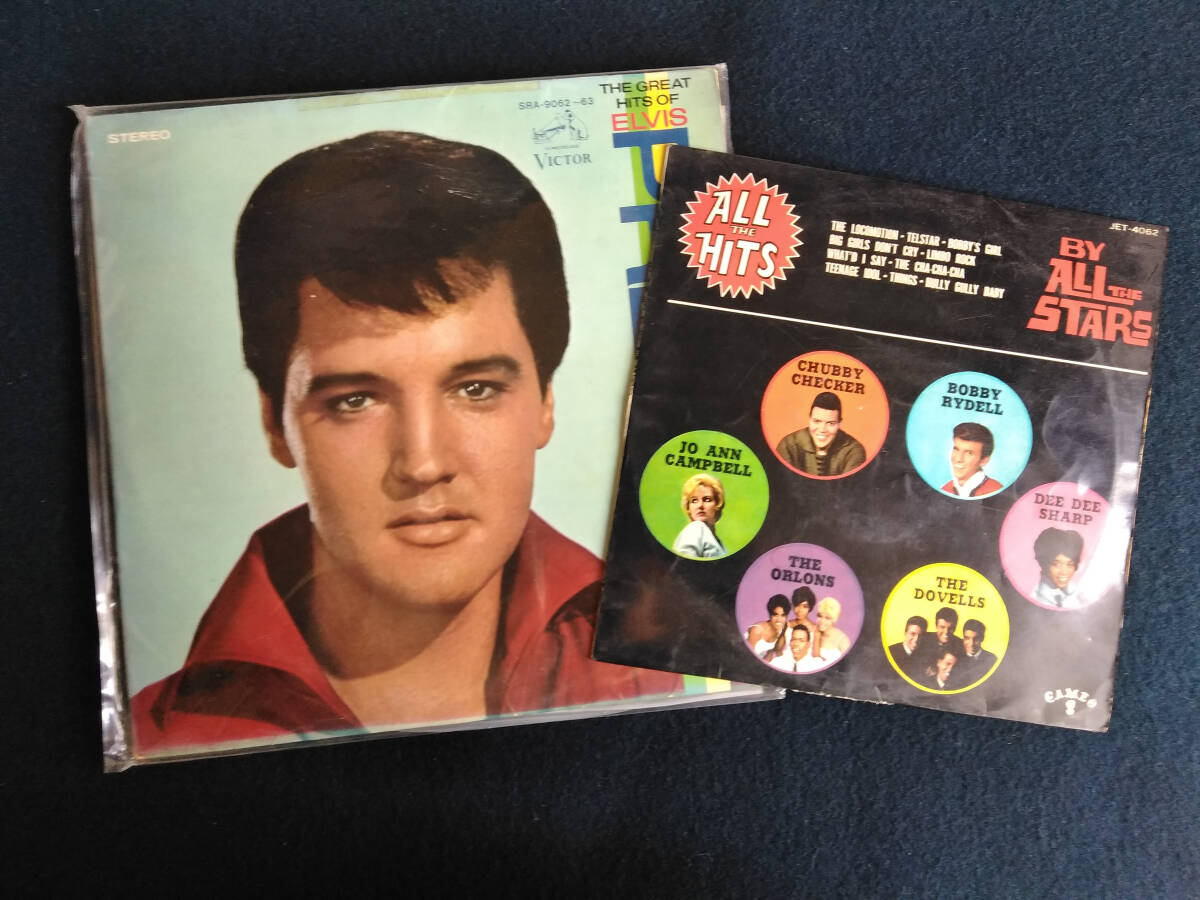 STEREO
SRA-9062~63
VICTOR
THE GREAT
HITS OF
ELVIS
ALL
THE
HITS
THE LOCOMOTION - TELSTAR - BOBBY'S GIRL
BIG GIRLS DON'T CRY - LIMBO ROCK
WHAT'D I SAY - THE CHA-CHA-CHA
TEENAGE IDOL - THINGS - HULLY GULLY BABY
JET-4062
BY
ALL THE
STARS
CHUBBY
CHECKER
BOBBY
RYDELL
JO ANN
CAMPBELL
DEE DEE
SHARP
THE
ORLONS
THE
DOVELLS
CAMEO